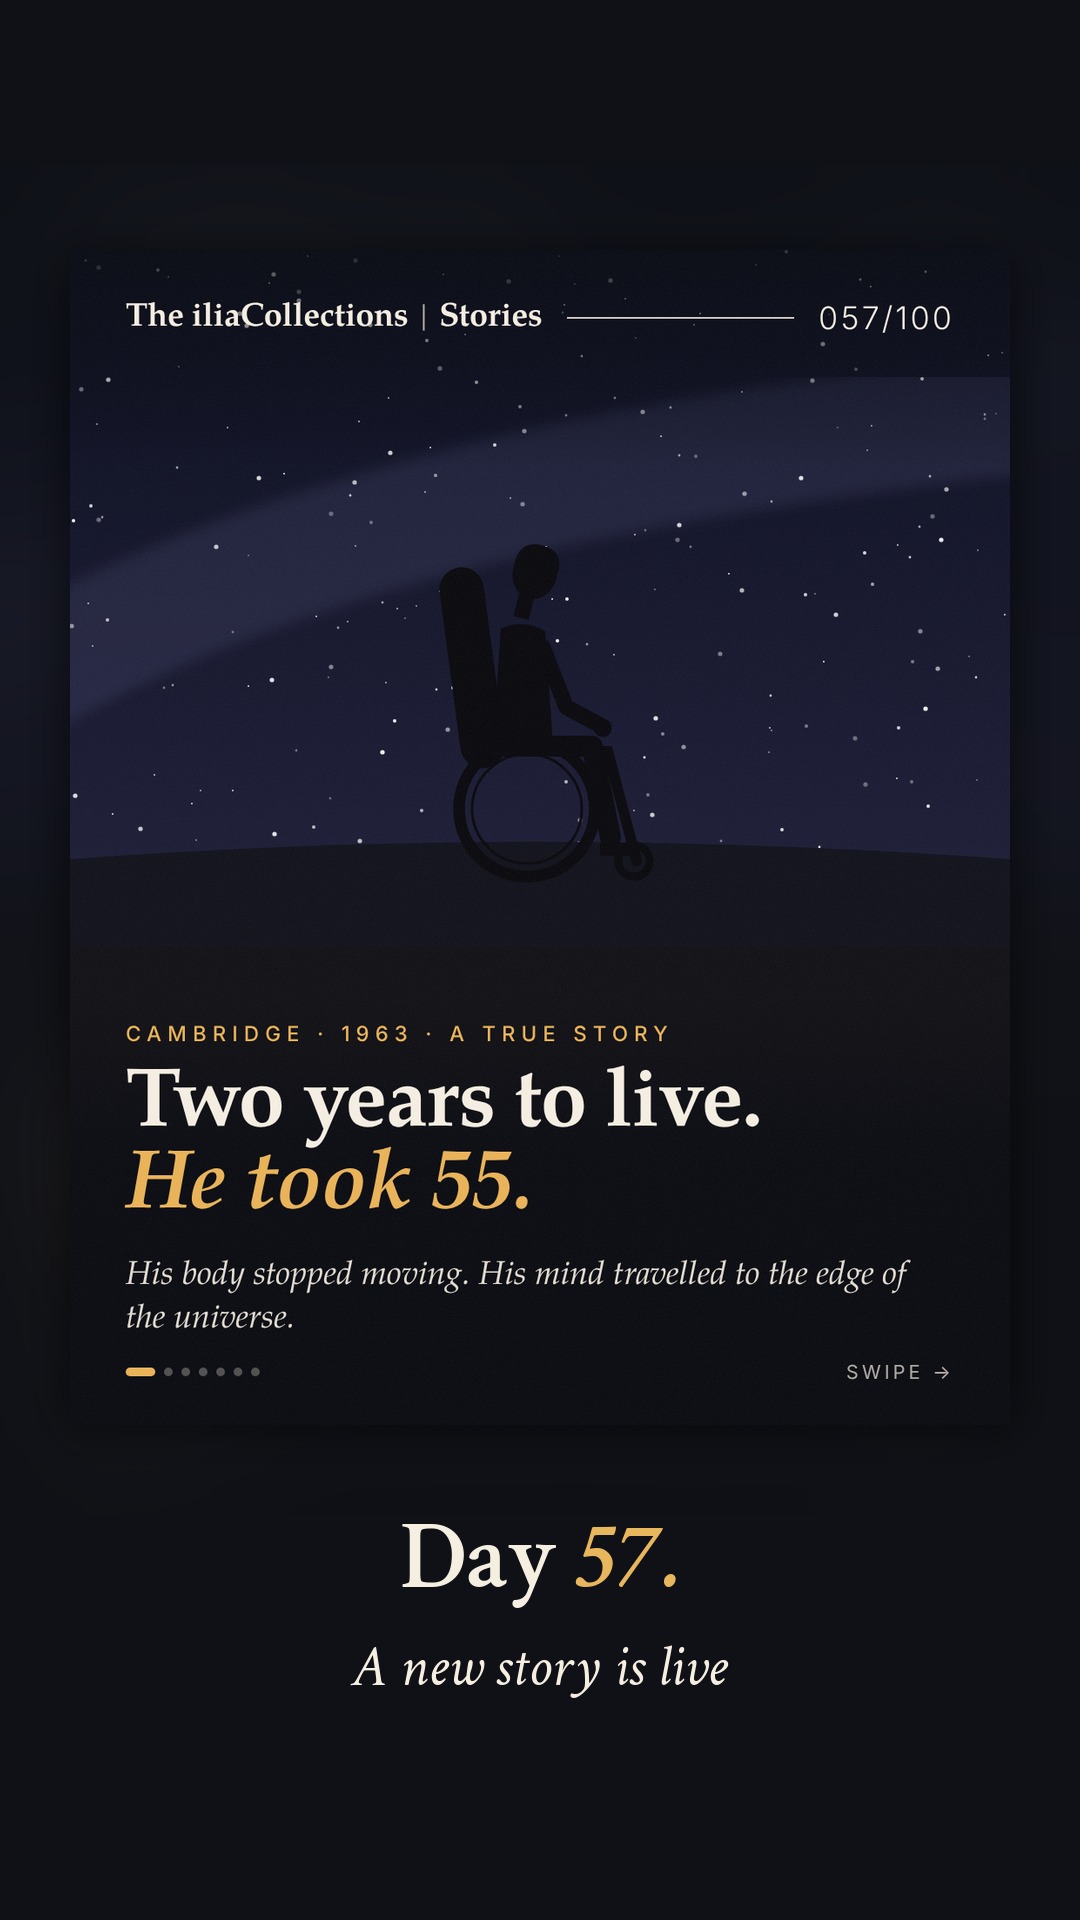 The iliaCollections | Stories 057/100
CAMBRIDGE · 1963 · A TRUE STORY
Two years to live.
He took 55.
His body stopped moving. His mind travelled to the edge of
the universe.
SWIPE →
Day 57.
A new story is live